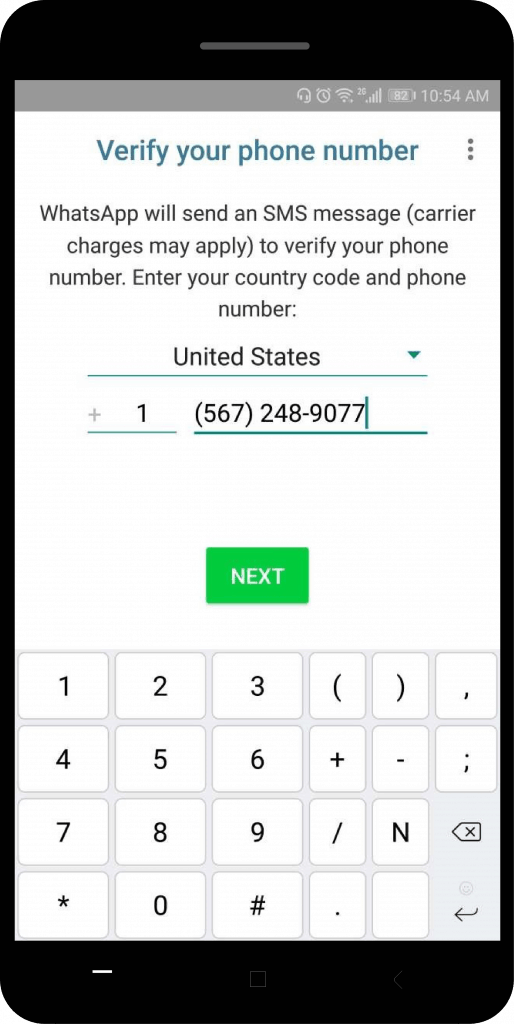 2G 82 10:54 AM
Verify your phone number
WhatsApp will send an SMS message (carrier
charges may apply) to verify your phone
number. Enter your country code and phone
number:
United States
+ 1 (567) 248-9077
NEXT
1 2 3 ( ) ,
4 5 6 + - ;
7 8 9 / N
* 0 # .